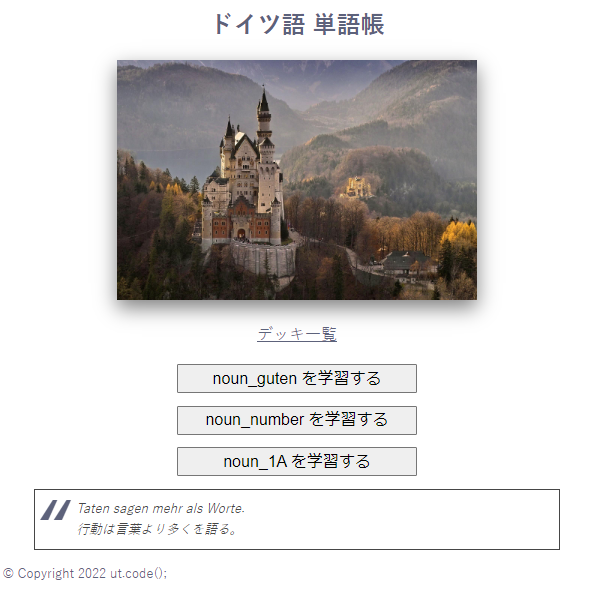 ドイツ語 単語帳
デッキ一覧
noun_guten を学習する
noun_number を学習する
noun_1A を学習する
Taten sagen mehr als Worte.
行動は言葉より多くを語る。
© Copyright 2022 ut.code();